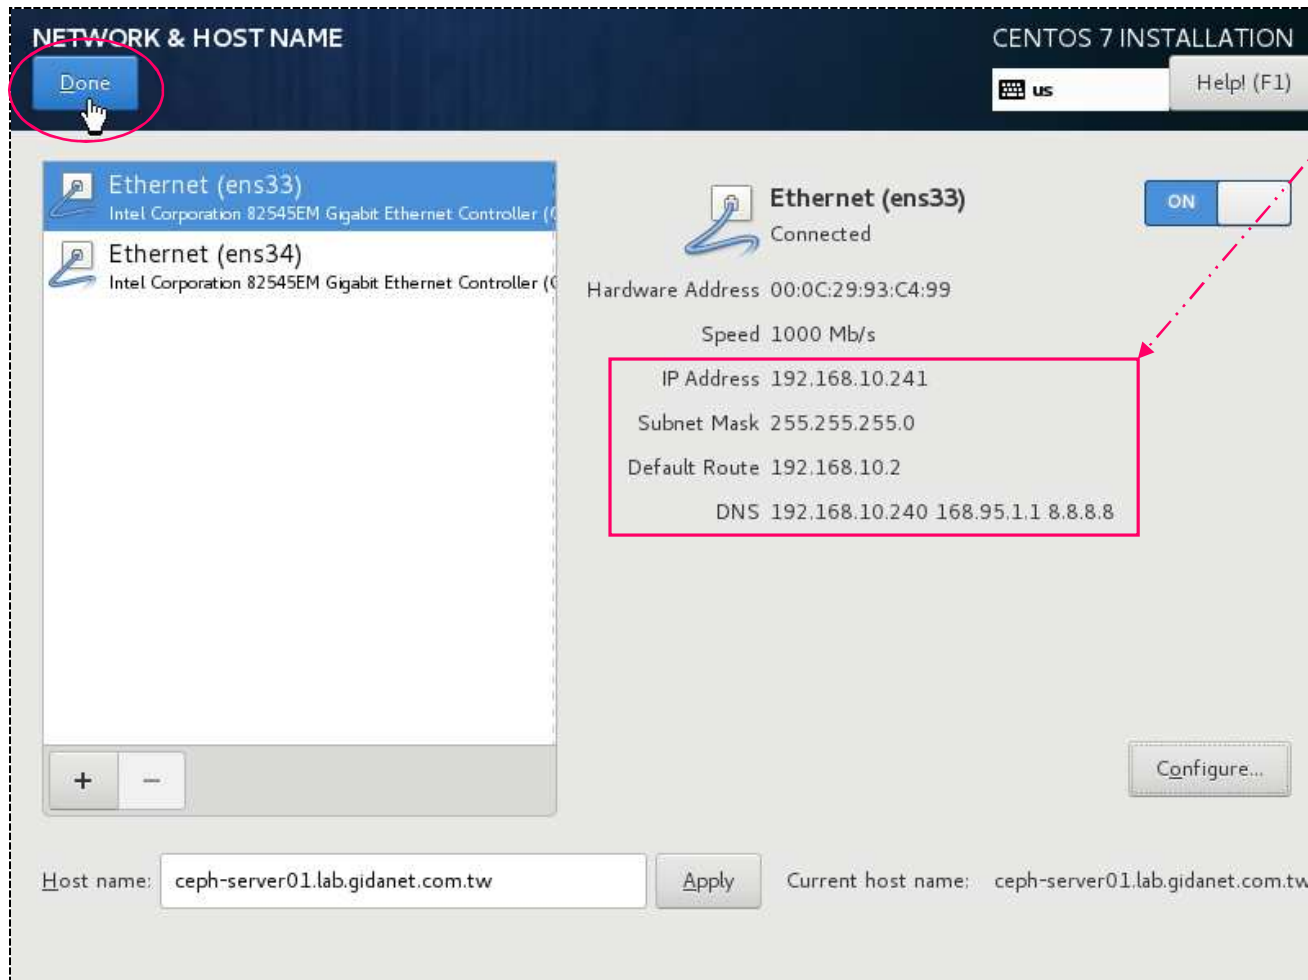 NETWORK & HOST NAME
CENTOS 7 INSTALLATION
Done
us
Help! (F1)
Ethernet (ens33)
Intel Corporation 82545EM Gigabit Ethernet Controller (
Ethernet (ens34)
Intel Corporation 82545EM Gigabit Ethernet Controller (
Ethernet (ens33)
Connected
ON
Hardware Address 00:0C:29:93:C4:99
Speed 1000 Mb/s
IP Address 192.168.10.241
Subnet Mask 255.255.255.0
Default Route 192.168.10.2
DNS 192.168.10.240 168.95.1.1 8.8.8.8
+ −
Configure...
Host name: ceph-server01.lab.gidanet.com.tw Apply Current host name: ceph-server01.lab.gidanet.com.tw